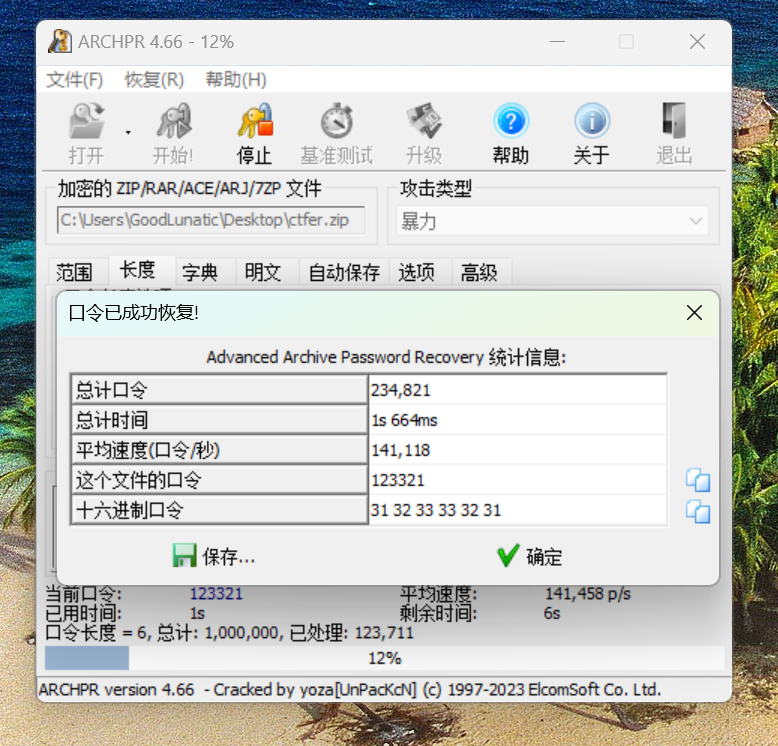 ARCHPR 4.66 - 12%
文件(F) 恢复(R) 帮助(H)
打开 开始! 停止 基准测试 升级 帮助 关于 退出
加密的 ZIP/RAR/ACE/ARJ/7ZP 文件 攻击类型
C:\Users\GoodLunatic\Desktop\ctfer.zip 暴力
范围 长度 字典 明文 自动保存 选项 高级
口令已成功恢复!
Advanced Archive Password Recovery 统计信息:
总计口令 234,821
总计时间 1s 664ms
平均速度(口令/秒) 141,118
这个文件的口令 123321
十六进制口令 31 32 33 33 32 31
保存... 确定
当前口令: 123321 平均速度: 141,458 p/s
已用时间: 1s 剩余时间: 6s
口令长度 = 6, 总计: 1,000,000, 已处理: 123,711
12%
ARCHPR version 4.66 - Cracked by yoza[UnPacKcN] (c) 1997-2023 ElcomSoft Co. Ltd.